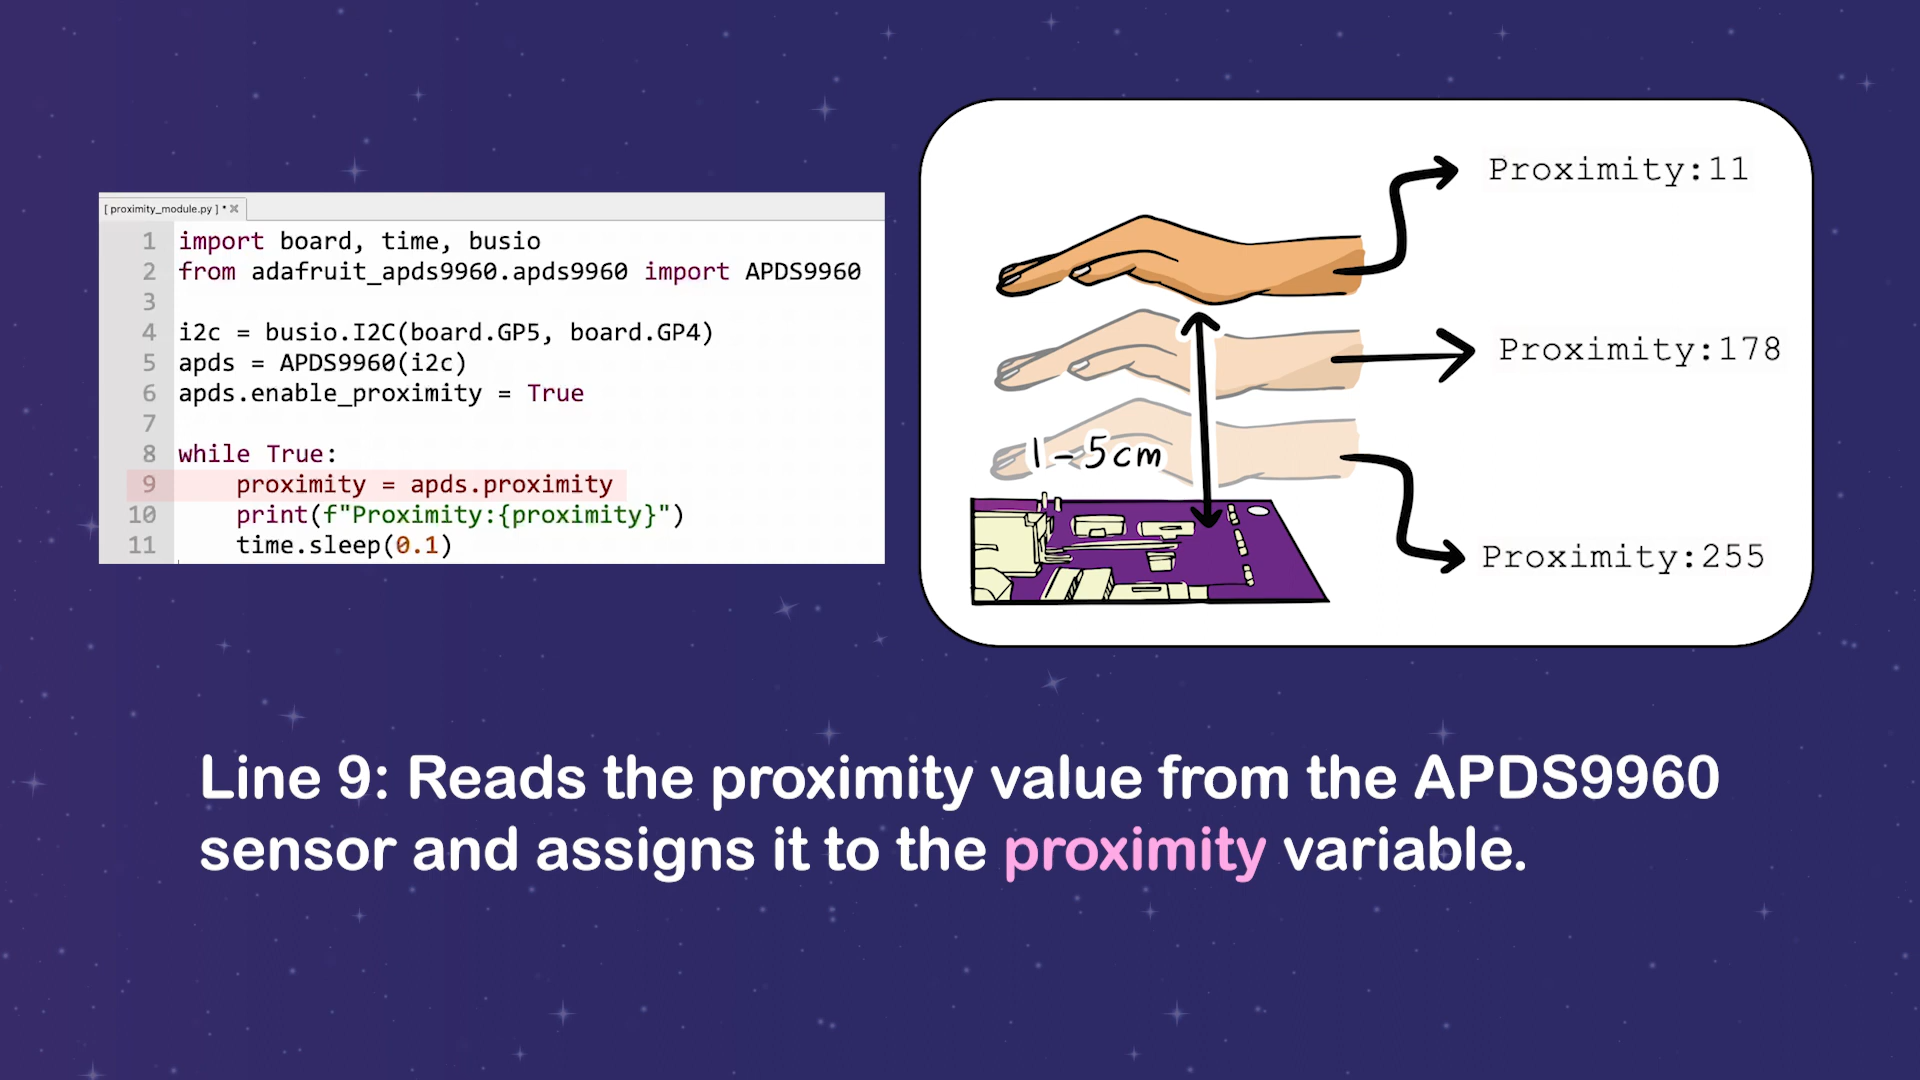 [ proximity_module.py ] •
1 import board, time, busio
2 from adafruit_apds9960.apds9960 import APDS9960
3
4 i2c = busio.I2C(board.GP5, board.GP4)
5 apds = APDS9960(i2c)
6 apds.enable_proximity = True
7
8 while True:
9     proximity = apds.proximity
10     print(f"Proximity:{proximity}")
11     time.sleep(0.1)
Proximity:11
Proximity:178
1-5cm
Proximity:255
Line 9: Reads the proximity value from the APDS9960
sensor and assigns it to the proximity variable.